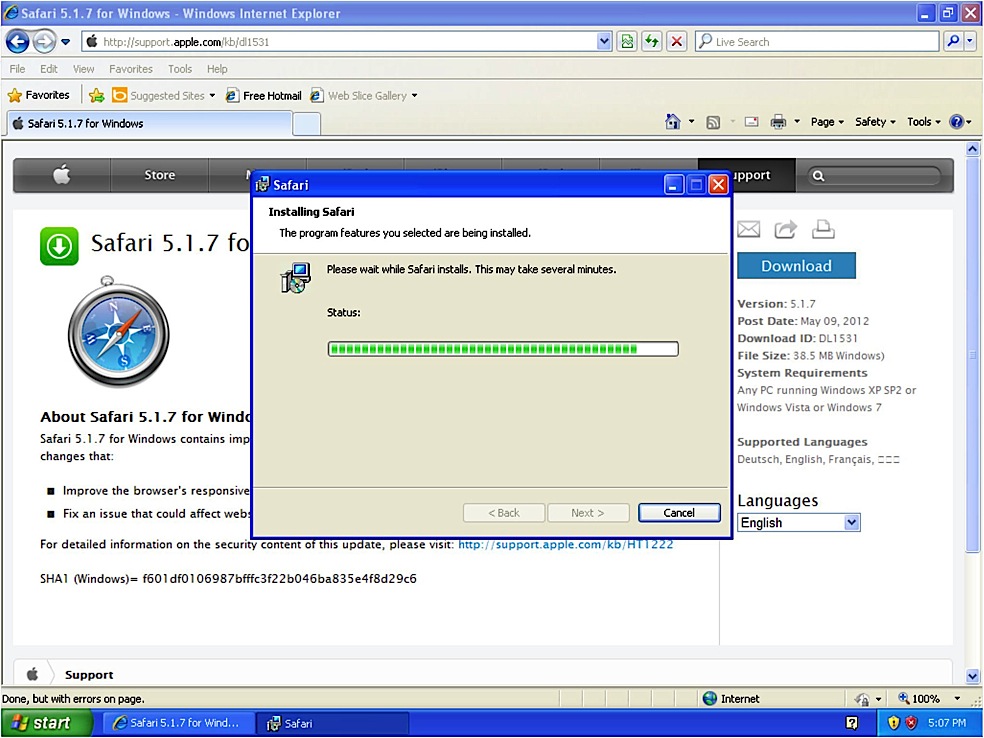 Safari 5.1.7 for Windows - Windows Internet Explorer
http://support.apple.com/kb/dl1531
Live Search
File Edit View Favorites Tools Help
Favorites Suggested Sites Free Hotmail Web Slice Gallery
Safari 5.1.7 for Windows
Page Safety Tools
Store
upport
Safari 5.1.7 fo
Safari
Installing Safari
The program features you selected are being installed.
Please wait while Safari installs. This may take several minutes.
Status:
< Back Next > Cancel
Download
Version: 5.1.7
Post Date: May 09, 2012
Download ID: DL1531
File Size: 38.5 MB Windows)
System Requirements
Any PC running Windows XP SP2 or
Windows Vista or Windows 7
Supported Languages
Deutsch, English, Français, □□□
Languages
English
About Safari 5.1.7 for Windo
Safari 5.1.7 for Windows contains imp
changes that:
Improve the browser's responsive
Fix an issue that could affect webs
For detailed information on the security content of this update, please visit: http://support.apple.com/kb/HT1222
SHA1 (Windows)= f601df0106987bfffc3f22b046ba835e4f8d29c6
Support
Done, but with errors on page.
Internet
100%
start
Safari 5.1.7 for Wind...
Safari
5:07 PM